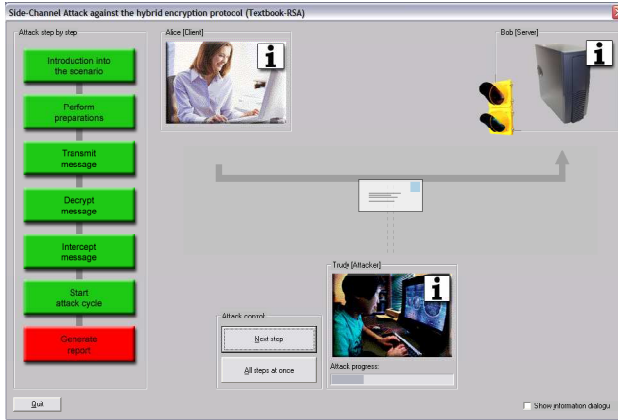 Side-Channel Attack against the hybrid encryption protocol (Textbook-RSA)
Attack step by step
Introduction into
the scenario
Perform
preparations
Transmit
message
Decrypt
message
Intercept
message
Start
attack cycle
Generate
report
Quit
Alice [Client]
i
Bob [Server]
i
Trudy [Attacker]
i
Attack progress:
Attack control:
Next step
All steps at once
Show information dialogu